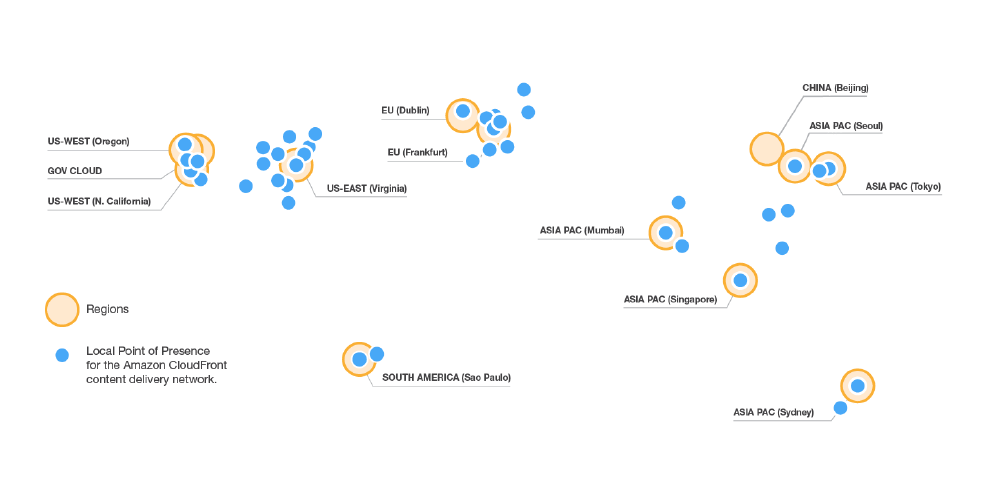 CHINA (Beijing)
EU (Dublin)
ASIA PAC (Seoul)
US-WEST (Oregon)
EU (Frankfurt)
GOV CLOUD
US-EAST (Virginia)
ASIA PAC (Tokyo)
US-WEST (N. California)
ASIA PAC (Mumbai)
ASIA PAC (Singapore)
Regions
Local Point of Presence
for the Amazon CloudFront
content delivery network.
SOUTH AMERICA (Sao Paulo)
ASIA PAC (Sydney)